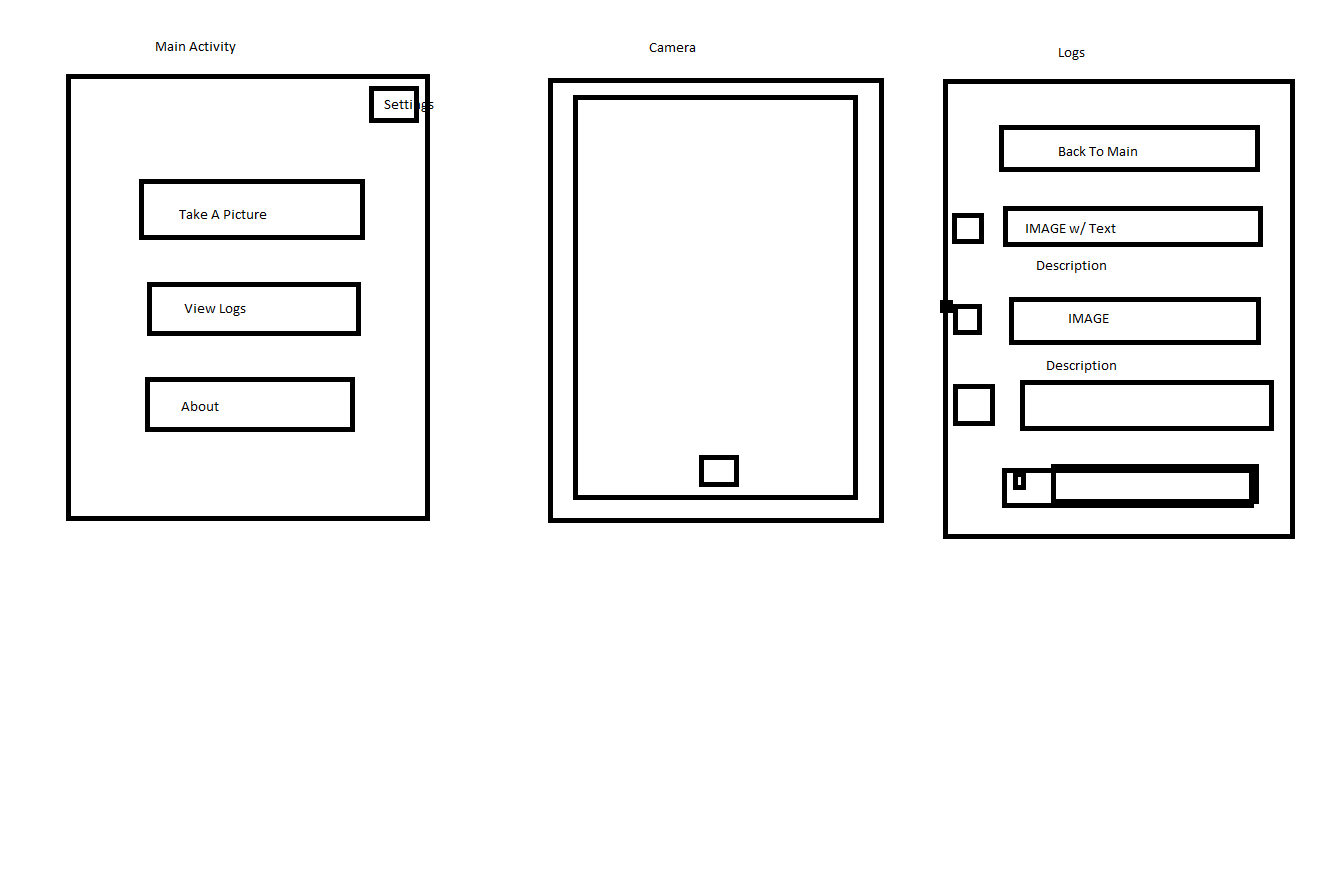 Main Activity
Settings
Take A Picture
View Logs
About
Camera
Logs
Back To Main
IMAGE w/ Text
Description
IMAGE
Description